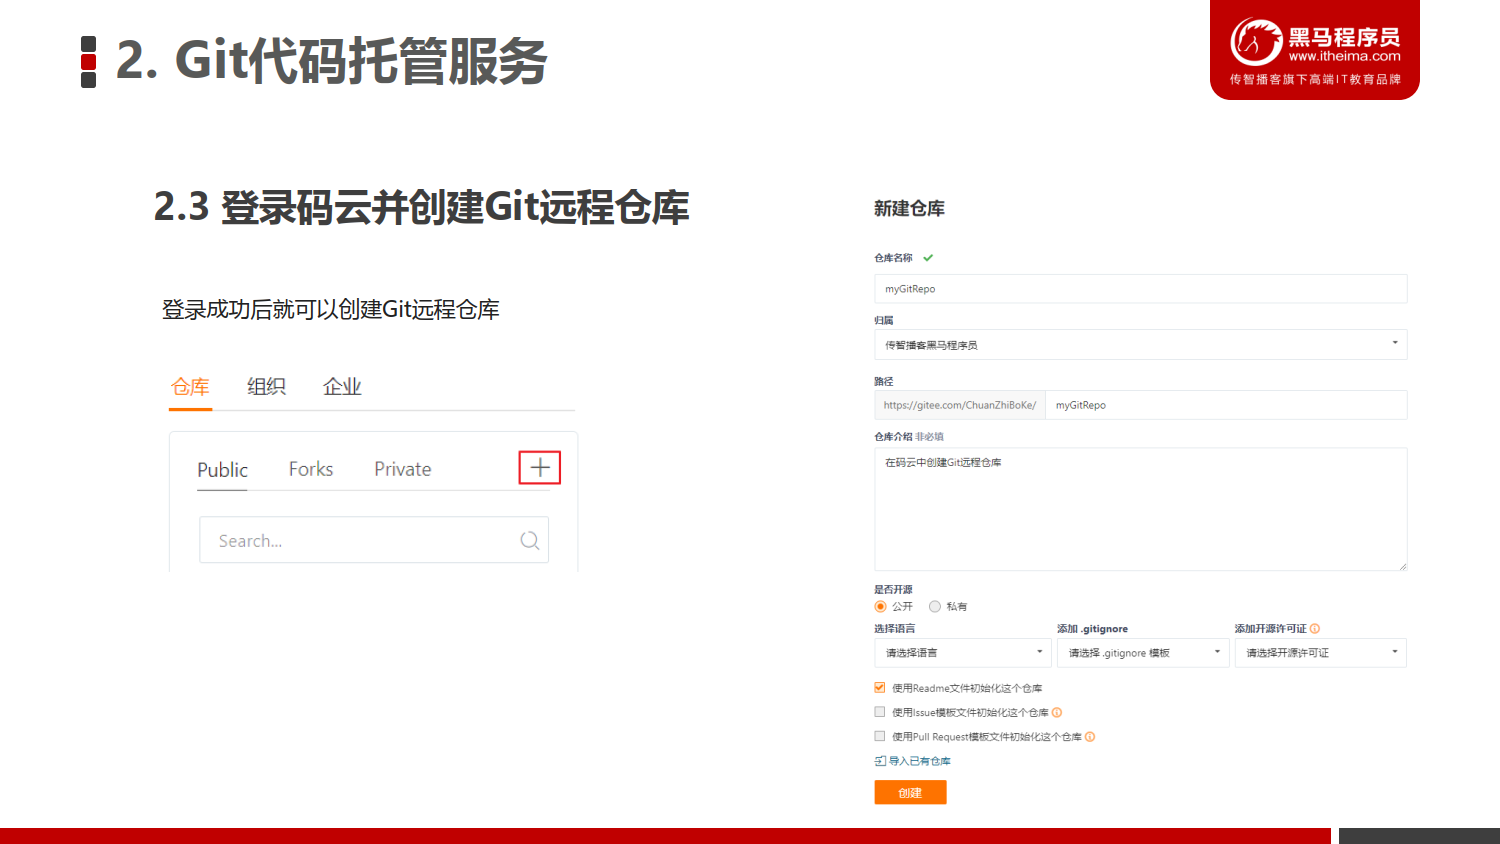 2. Git代码托管服务
黑马程序员
www.itheima.com
传智播客旗下高端IT教育品牌
2.3 登录码云并创建Git远程仓库
登录成功后就可以创建Git远程仓库
仓库 组织 企业
Public Forks Private
Search...
新建仓库
仓库名称
myGitRepo
归属
传智播客黑马程序员
路径
https://gitee.com/ChuanZhiBoKe/ myGitRepo
仓库介绍 非必填
在码云中创建Git远程仓库
是否开源
公开 私有
选择语言 添加 .gitignore 添加开源许可证
请选择语言 请选择 .gitignore 模板 请选择开源许可证
使用Readme文件初始化这个仓库
使用Issue模板文件初始化这个仓库
使用Pull Request模板文件初始化这个仓库
导入已有仓库
创建